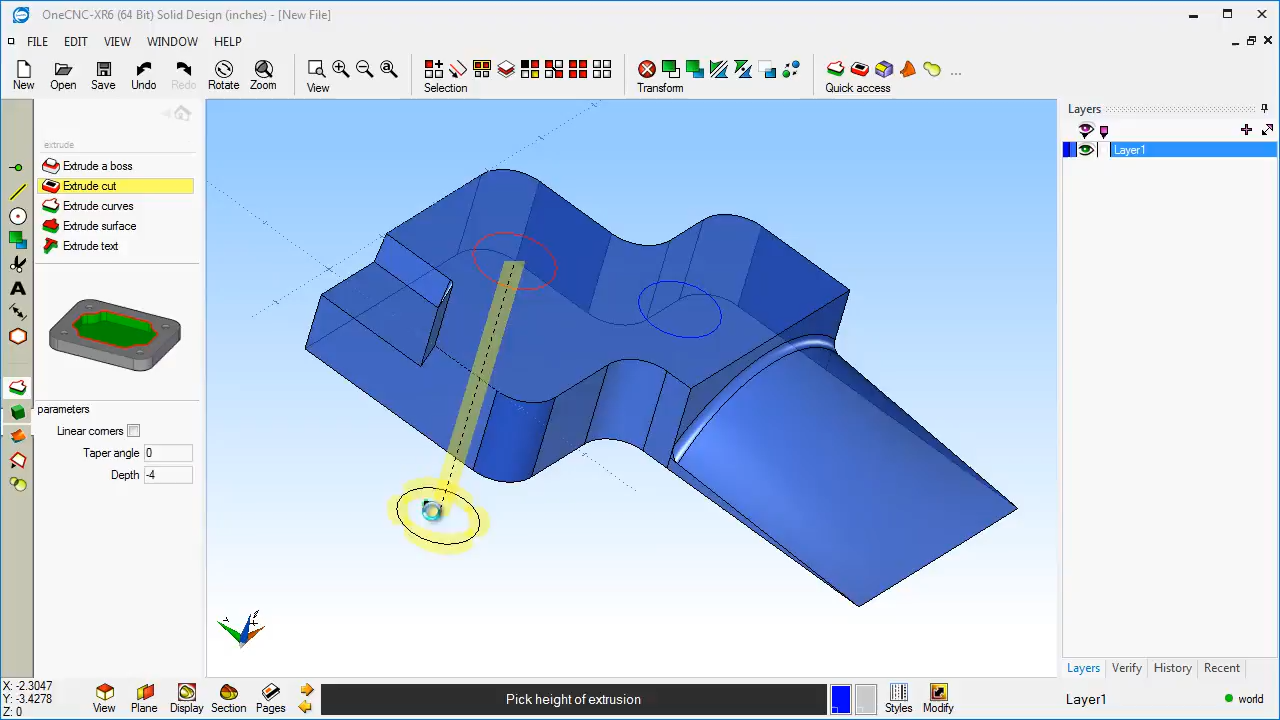 OneCNC-XR6 (64 Bit) Solid Design (inches) - [New File]
FILE EDIT VIEW WINDOW HELP
New Open Save Undo Redo Rotate Zoom View Selection Transform Quick access ...
extrude
Extrude a boss
Extrude cut
Extrude curves
Extrude surface
Extrude text
parameters
Linear corners
Taper angle 0
Depth -4
Layers
Layer1
Layers Verify History Recent
X: -2.3047
Y: -3.4278
Z: 0
View Plane Display Section Pages
Pick height of extrusion
Styles Modify
Layer1
world